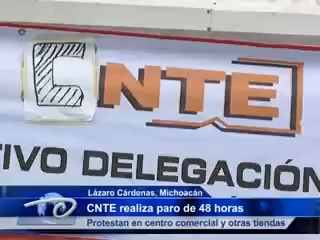 CNTE
TIVO DELEGACIÓN
Lázaro Cárdenas, Michoacán
CNTE realiza paro de 48 horas
Protestan en centro comercial y otras tiendas